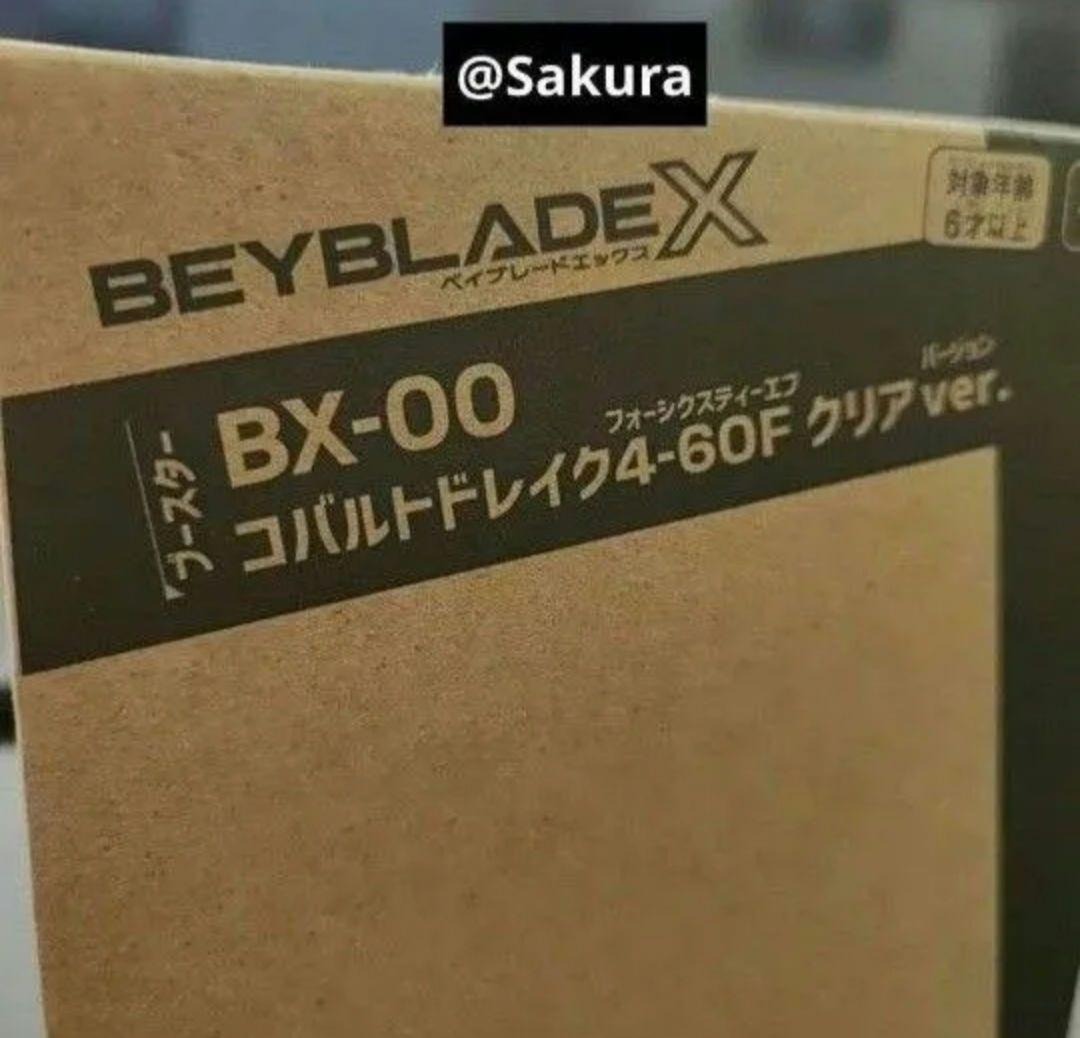 @Sakura
BEYBLADE X
ベイブレードエックス
対象年齢
6才以上
ブースター
BX-00
フォーシックスティーエフ
バージョン
コバルトドレイク4-60F クリアver.